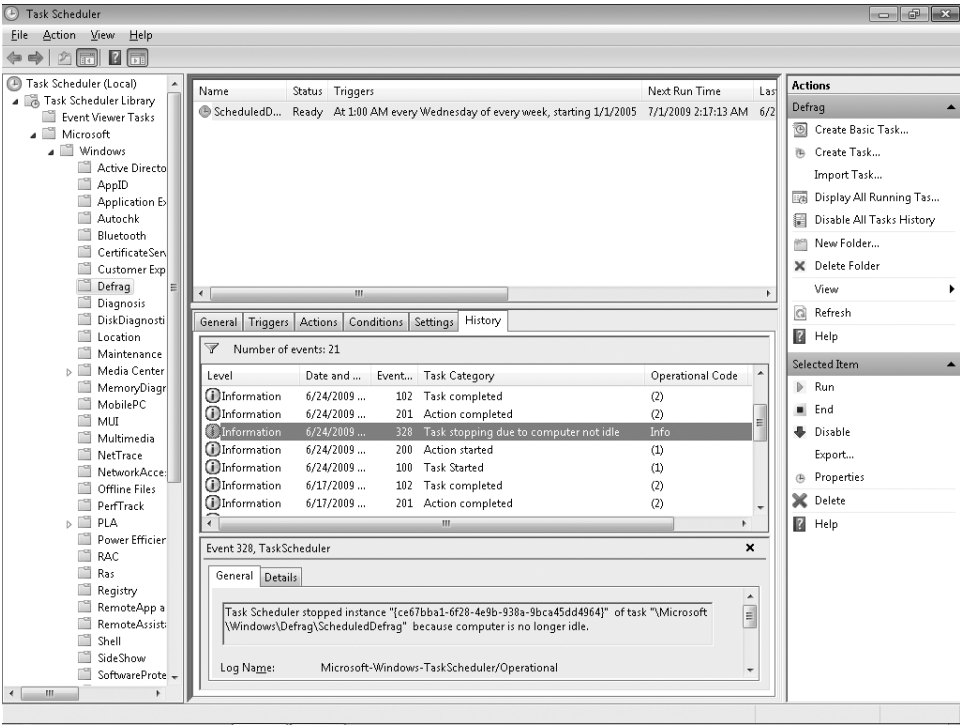 Task Scheduler
File Action View Help
Task Scheduler (Local)
Task Scheduler Library
Event Viewer Tasks
Microsoft
Windows
Active Directo
AppID
Application Ex
Autochk
Bluetooth
CertificateServ
Customer Exp
Defrag
Diagnosis
DiskDiagnosti
Location
Maintenance
Media Center
MemoryDiagr
MobilePC
MUI
Multimedia
NetTrace
NetworkAcces
Offline Files
PerfTrack
PLA
Power Efficier
RAC
Ras
Registry
RemoteApp a
RemoteAssista
Shell
SideShow
SoftwareProte
Name Status Triggers Next Run Time Las
ScheduledD... Ready At 1:00 AM every Wednesday of every week, starting 1/1/2005 7/1/2009 2:17:13 AM 6/2
General Triggers Actions Conditions Settings History
Number of events: 21
Level Date and ... Event... Task Category Operational Code
Information 6/24/2009 ... 102 Task completed (2)
Information 6/24/2009 ... 201 Action completed (2)
Information 6/24/2009 ... 328 Task stopping due to computer not idle Info
Information 6/24/2009 ... 200 Action started (1)
Information 6/24/2009 ... 100 Task Started (1)
Information 6/17/2009 ... 102 Task completed (2)
Information 6/17/2009 ... 201 Action completed (2)
Event 328, TaskScheduler
General Details
Task Scheduler stopped instance "{ce67bba1-6f28-4e9b-938a-9bca45dd4964}" of task "\Microsoft
\Windows\Defrag\ScheduledDefrag" because computer is no longer idle.
Log Name: Microsoft-Windows-TaskScheduler/Operational
Actions
Defrag
Create Basic Task...
Create Task...
Import Task...
Display All Running Tas...
Disable All Tasks History
New Folder...
Delete Folder
View
Refresh
Help
Selected Item
Run
End
Disable
Export...
Properties
Delete
Help